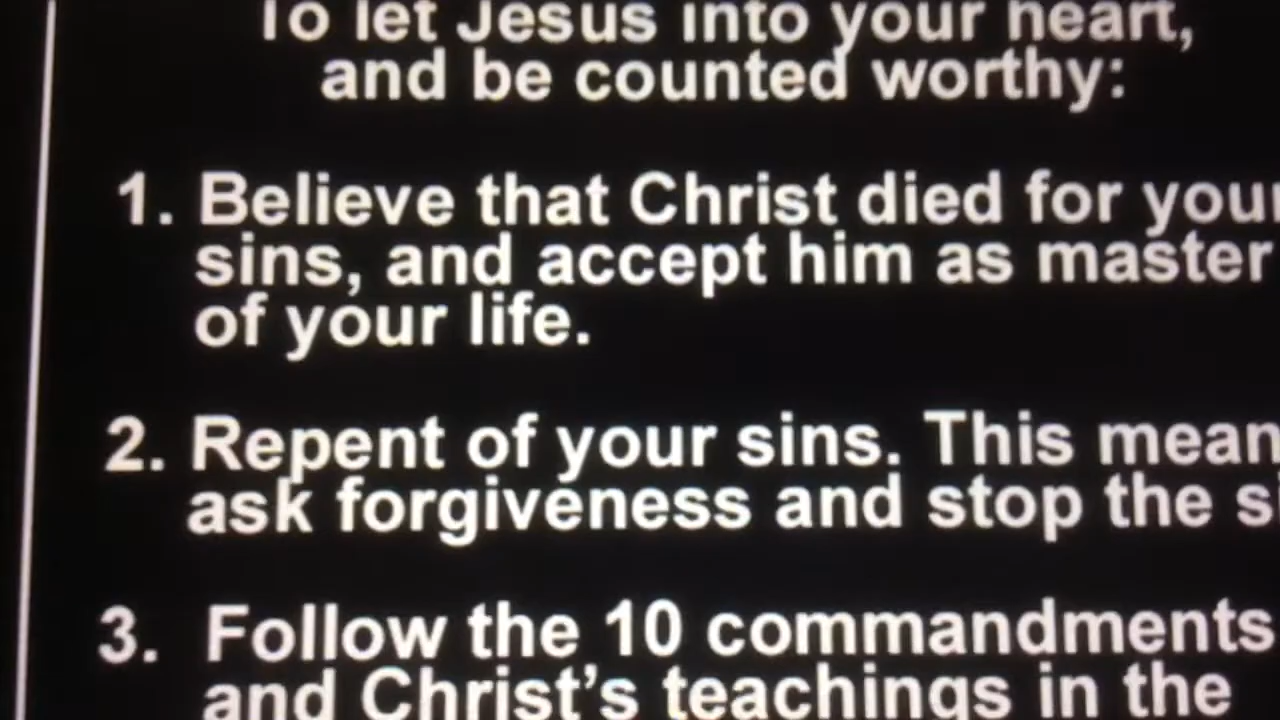 To let Jesus into your heart,
and be counted worthy:
1. Believe that Christ died for your
sins, and accept him as master
of your life.
2. Repent of your sins. This mean
ask forgiveness and stop the
3. Follow the 10 commandments
and Christ's teachings in the